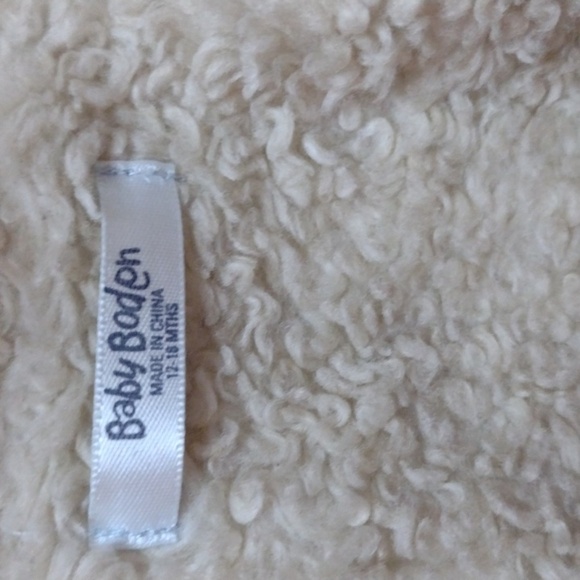 Baby Boden
MADE IN CHINA
12-18 MTHS